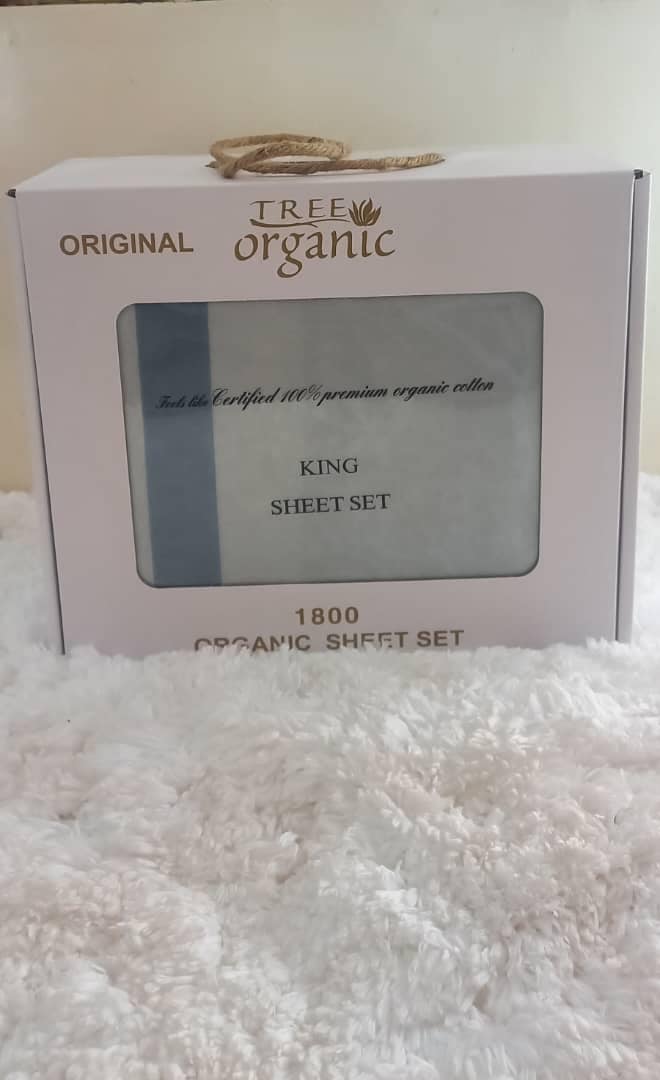 ORIGINAL
TREE
organic
Feels like Certified 100% premium organic cotton
KING
SHEET SET
1800
ORGANIC SHEET SET